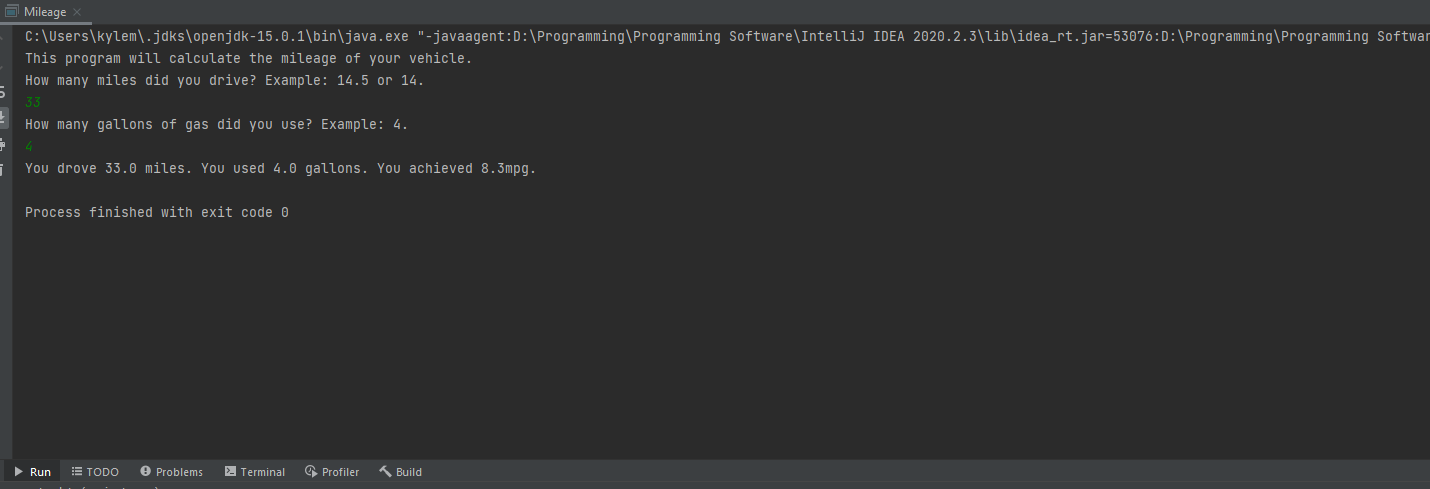 Mileage
C:\Users\kylem\.jdks\openjdk-15.0.1\bin\java.exe "-javaagent:D:\Programming\Programming Software\IntelliJ IDEA 2020.2.3\lib\idea_rt.jar=53076:D:\Programming\Programming Softwar
This program will calculate the mileage of your vehicle.
How many miles did you drive? Example: 14.5 or 14.
33
How many gallons of gas did you use? Example: 4.
4
You drove 33.0 miles. You used 4.0 gallons. You achieved 8.3mpg.
Process finished with exit code 0
Run TODO Problems Terminal Profiler Build